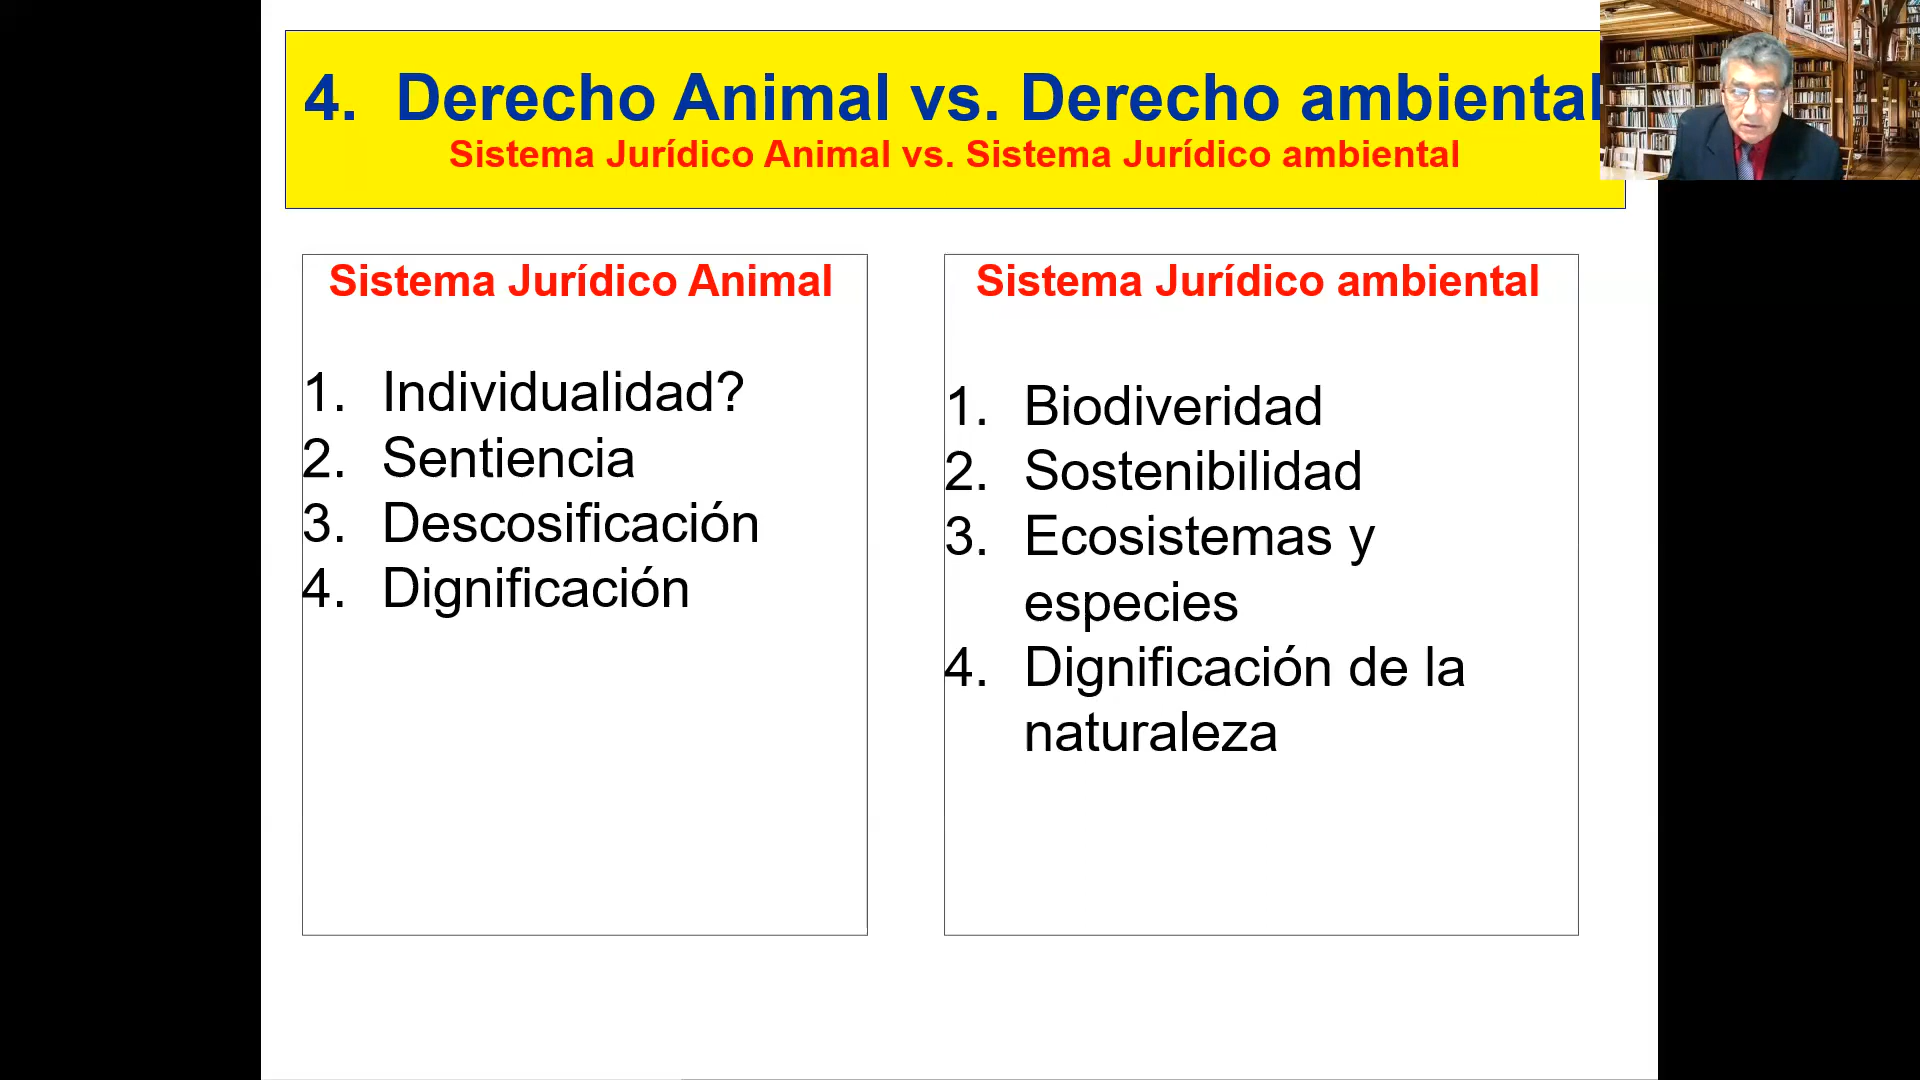 4. Derecho Animal vs. Derecho ambiental
Sistema Jurídico Animal vs. Sistema Jurídico ambiental
Sistema Jurídico Animal
1. Individualidad?
2. Sentiencia
3. Descosificación
4. Dignificación
Sistema Jurídico ambiental
1. Biodiveridad
2. Sostenibilidad
3. Ecosistemas y
especies
4. Dignificación de la
naturaleza